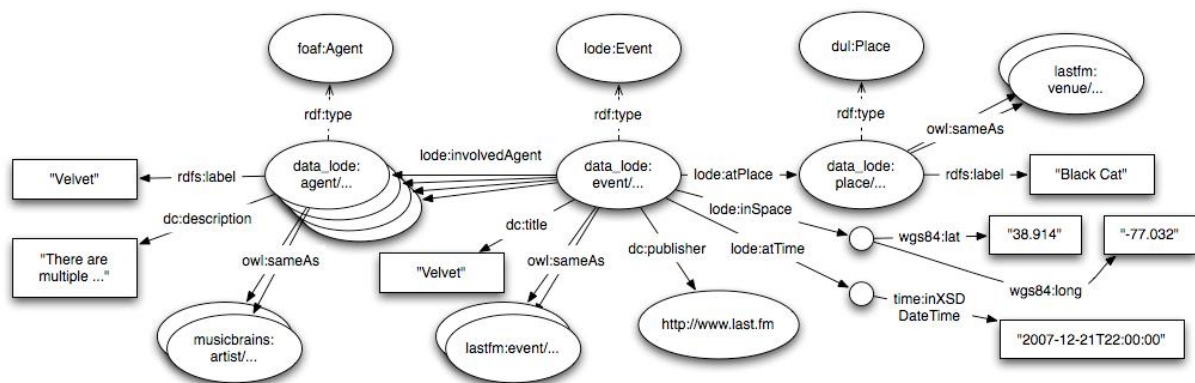 foaf:Agent
lode:Event
dul:Place
lastfm:
venue/...
rdf:type
rdf:type
rdf:type
owl:sameAs
lode:involvedAgent
"Velvet"
rdfs:label
data_lode:
agent/...
data_lode:
event/...
lode:atPlace
data_lode:
place/...
rdfs:label
"Black Cat"
dc:description
lode:inSpace
dc:title
"There are
multiple ..."
owl:sameAs
"Velvet"
owl:sameAs
dc:publisher
lode:atTime
wgs84:lat
"38.914"
"-77.032"
wgs84:long
time:inXSD
DateTime
musicbrains:
artist/...
lastfm:event/...
http://www.last.fm
"2007-12-21T22:00:00"